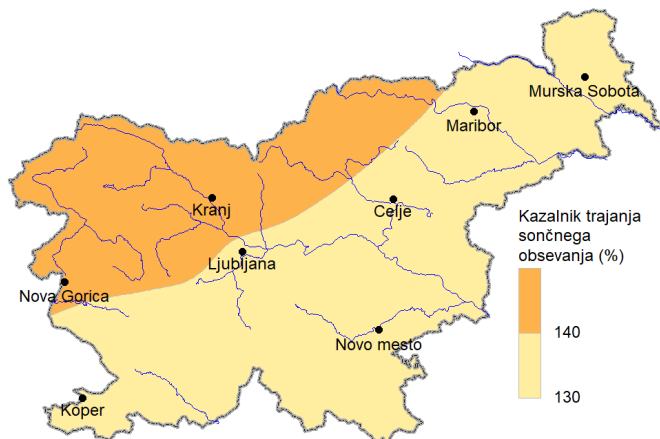 Murska Sobota
Maribor
Kranj
Celje
Ljubljana
Nova Gorica
Novo mesto
Koper
Kazalnik trajanja
sončnega
obsevanja (%)
140
130